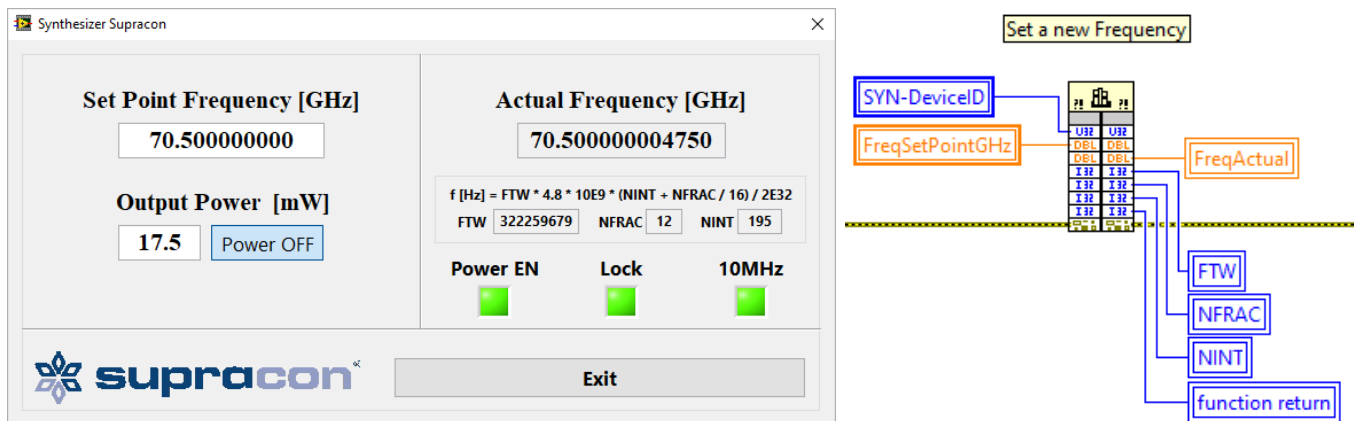 Synthesizer Supracon
Set Point Frequency [GHz]
70.500000000
Output Power [mW]
17.5 Power OFF
Actual Frequency [GHz]
70.500000004750
f [Hz] = FTW * 4.8 * 10E9 * (NINT + NFRAC / 16) / 2E32
FTW 322259679 NFRAC 12 NINT 195
Power EN Lock 10MHz
supracon
Exit
Set a new Frequency
SYN-DeviceID
FreqSetPointGHz
?! ?!
U32 U32
DBL DBL
DBL DBL
I32 I32
I32 I32
I32 I32
I32 I32
FreqActual
FTW
NFRAC
NINT
function return